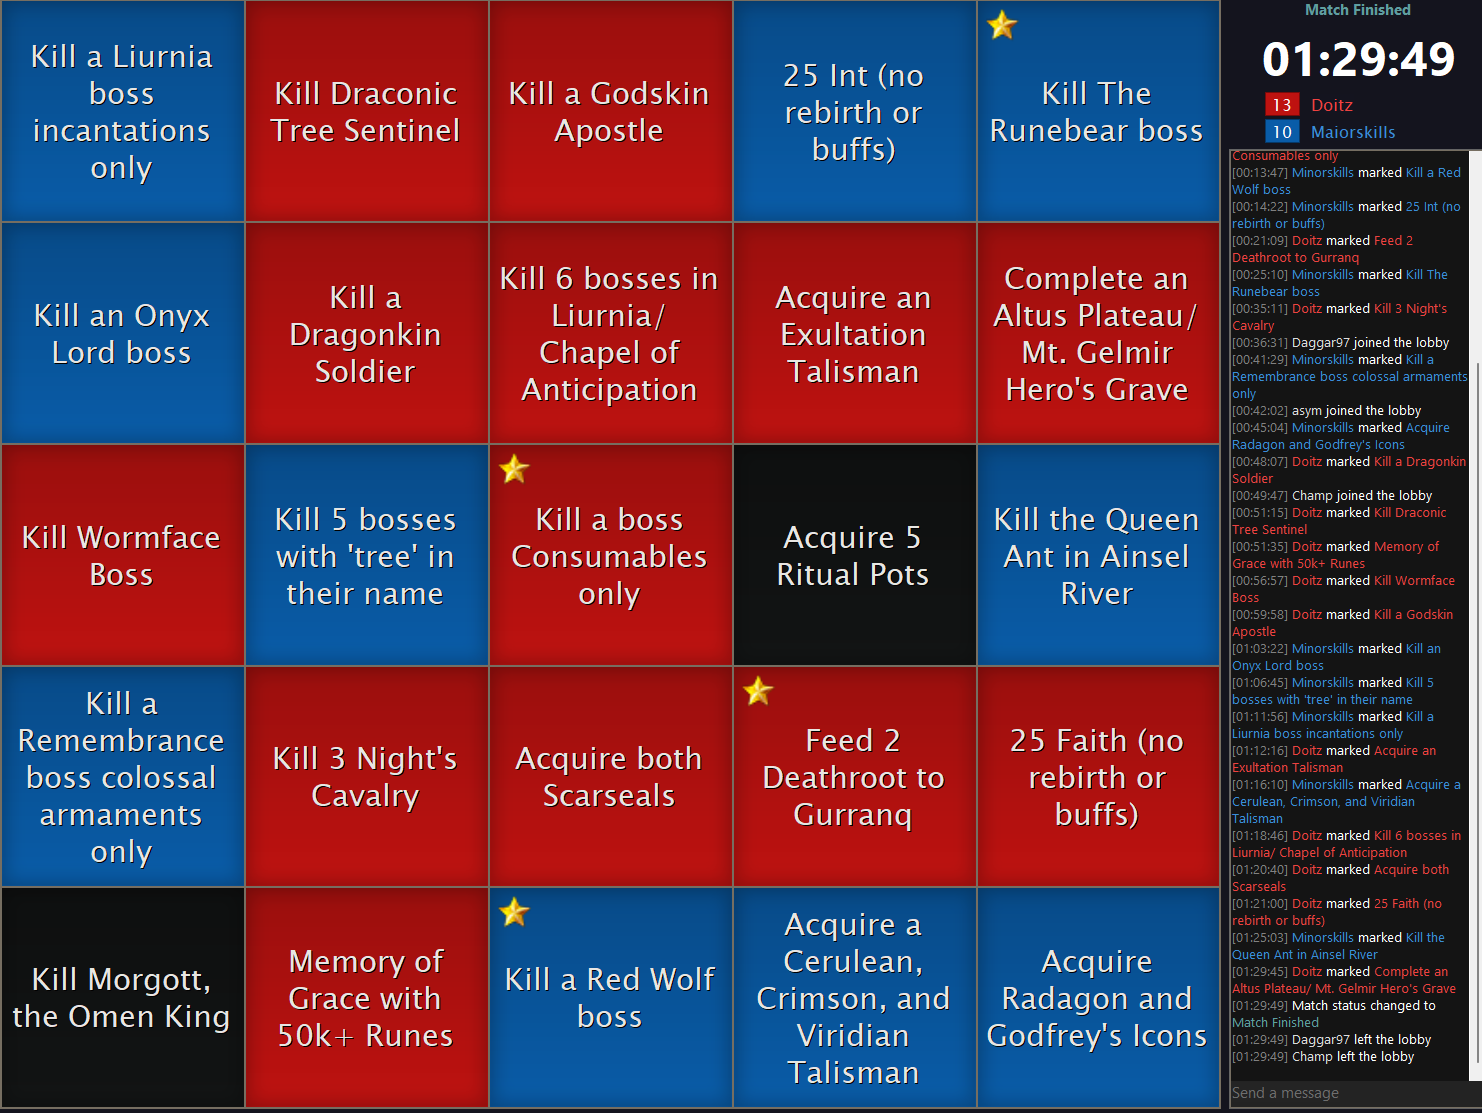 Kill a Liurnia
boss
incantations
only
Kill Draconic
Tree Sentinel
Kill a Godskin
Apostle
25 Int (no
rebirth or
buffs)
Kill The
Runebear boss
Kill an Onyx
Lord boss
Kill a
Dragonkin
Soldier
Kill 6 bosses in
Liurnia/
Chapel of
Anticipation
Acquire an
Exultation
Talisman
Complete an
Altus Plateau/
Mt. Gelmir
Hero's Grave
Kill Wormface
Boss
Kill 5 bosses
with 'tree' in
their name
Kill a boss
Consumables
only
Acquire 5
Ritual Pots
Kill the Queen
Ant in Ainsel
River
Kill a
Remembrance
boss colossal
armaments
only
Kill 3 Night's
Cavalry
Acquire both
Scarseals
Feed 2
Deathroot to
Gurranq
25 Faith (no
rebirth or
buffs)
Kill Morgott,
the Omen King
Memory of
Grace with
50k+ Runes
Kill a Red Wolf
boss
Acquire a
Cerulean,
Crimson, and
Viridian
Talisman
Acquire
Radagon and
Godfrey's Icons
Match Finished
01:29:49
13 Doitz
10 Maiorskills
Consumables only
[00:13:47] Minorskills marked Kill a Red
Wolf boss
[00:14:22] Minorskills marked 25 Int (no
rebirth or buffs)
[00:21:09] Doitz marked Feed 2
Deathroot to Gurranq
[00:25:10] Minorskills marked Kill The
Runebear boss
[00:35:11] Doitz marked Kill 3 Night's
Cavalry
[00:36:31] Daggar97 joined the lobby
[00:41:29] Minorskills marked Kill a
Remembrance boss colossal armaments
only
[00:42:02] asym joined the lobby
[00:45:04] Minorskills marked Acquire
Radagon and Godfrey's Icons
[00:48:07] Doitz marked Kill a Dragonkin
Soldier
[00:49:47] Champ joined the lobby
[00:51:15] Doitz marked Kill Draconic
Tree Sentinel
[00:51:35] Doitz marked Memory of
Grace with 50k+ Runes
[00:56:57] Doitz marked Kill Wormface
Boss
[00:59:58] Doitz marked Kill a Godskin
Apostle
[01:03:22] Minorskills marked Kill an
Onyx Lord boss
[01:06:45] Minorskills marked Kill 5
bosses with 'tree' in their name
[01:11:56] Minorskills marked Kill a
Liurnia boss incantations only
[01:12:16] Doitz marked Acquire an
Exultation Talisman
[01:16:10] Minorskills marked Acquire a
Cerulean, Crimson, and Viridian
Talisman
[01:18:46] Doitz marked Kill 6 bosses in
Liurnia/ Chapel of Anticipation
[01:20:40] Doitz marked Acquire both
Scarseals
[01:21:00] Doitz marked 25 Faith (no
rebirth or buffs)
[01:25:03] Minorskills marked Kill the
Queen Ant in Ainsel River
[01:29:45] Doitz marked Complete an
Altus Plateau/ Mt. Gelmir Hero's Grave
[01:29:49] Match status changed to
Match Finished
[01:29:49] Daggar97 left the lobby
[01:29:49] Champ left the lobby
Send a message